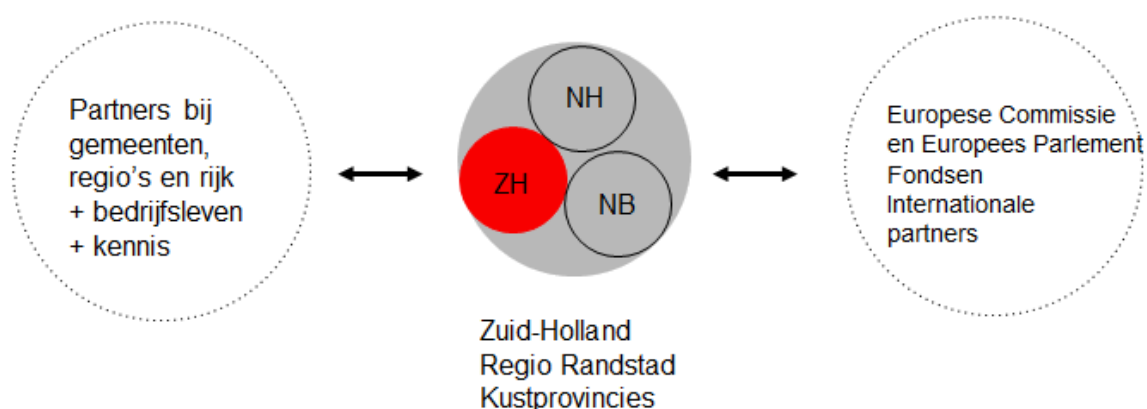 Partners bij
gemeenten,
regio's en rijk
+ bedrijfsleven
+ kennis
NH
ZH
NB
Zuid-Holland
Regio Randstad
Kustprovincies
Europese Commissie
en Europees Parlement
Fondsen
Internationale
partners